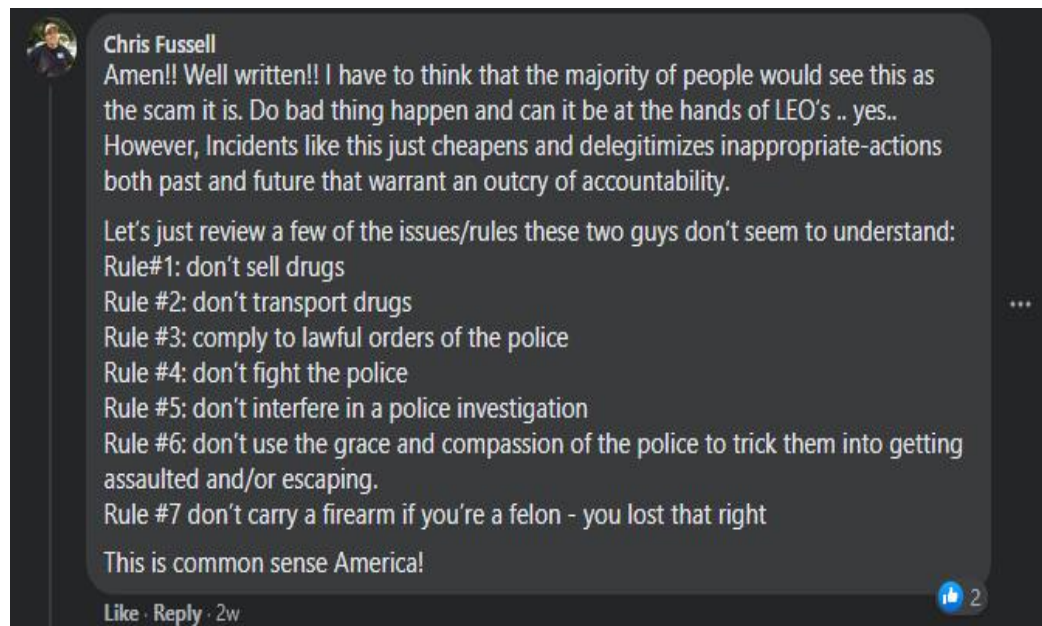 Chris Fussell
Amen!! Well written!! I have to think that the majority of people would see this as
the scam it is. Do bad thing happen and can it be at the hands of LEO's .. yes..
However, Incidents like this just cheapens and delegitimizes inappropriate-actions
both past and future that warrant an outcry of accountability.
Let's just review a few of the issues/rules these two guys don't seem to understand:
Rule#1: don't sell drugs
Rule #2: don't transport drugs
Rule #3: comply to lawful orders of the police
Rule #4: don't fight the police
Rule #5: don't interfere in a police investigation
Rule #6: don't use the grace and compassion of the police to trick them into getting
assaulted and/or escaping.
Rule #7 don't carry a firearm if you're a felon - you lost that right
This is common sense America!
2
Like · Reply · 2w